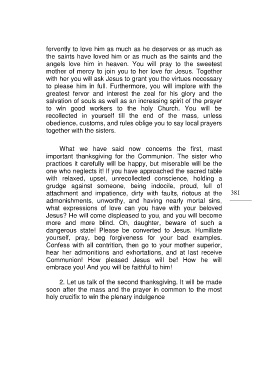 fervently to love him as much as he deserves or as much as
the saints have loved him or as much as the saints and the
angels love him in heaven. You will pray to the sweetest
mother of mercy to join you to her love for Jesus. Together
with her you will ask Jesus to grant you the virtues necessary
to please him in full. Furthermore, you will implore with the
greatest fervor and interest the zeal for his glory and the
salvation of souls as well as an increasing spirit of the prayer
to win good workers to the holy Church. You will be
recollected in yourself till the end of the mass, unless
obedience, customs, and rules oblige you to say local prayers
together with the sisters.
What we have said now concerns the first, mast
important thanksgiving for the Communion. The sister who
practices it carefully will be happy, but miserable will be the
one who neglects it! If you have approached the sacred table
with relaxed, upset, unrecollected conscience, holding a
grudge against someone, being indocile, proud, full of
attachment and impatience, dirty with faults, riotous at the
admonishments, unworthy, and having nearly mortal sins,
what expressions of love can you have with your beloved
Jesus? He will come displeased to you, and you will become
more and more blind. Oh, daughter, beware of such a
dangerous state! Please be converted to Jesus. Humiliate
yourself, pray, beg forgiveness for your bad examples.
Confess with all contrition, then go to your mother superior,
hear her admonitions and exhortations, and at last receive
Communion! How pleased Jesus will be! How he will
embrace you! And you will be faithful to him!
2. Let us talk of the second thanksgiving. It will be made
soon after the mass and the prayer in common to the most
holy crucifix to win the plenary indulgence
381